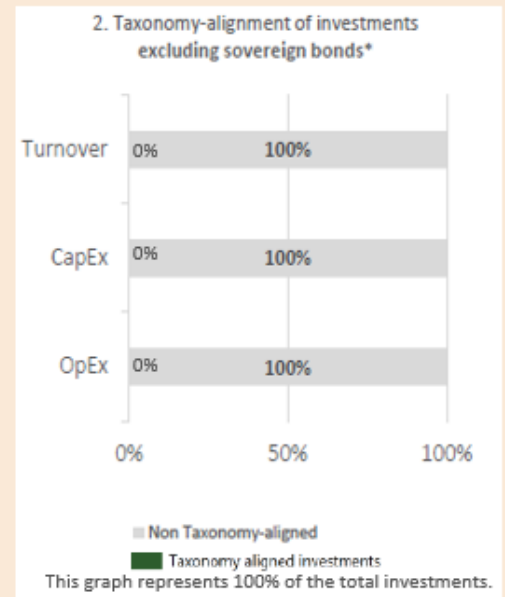 2. Taxonomy-alignment of investments
excluding sovereign bonds*
Turnover 0% 100%
CapEx 0% 100%
OpEx 0% 100%
0% 50% 100%
Non Taxonomy-aligned
Taxonomy aligned investments
This graph represents 100% of the total investments.